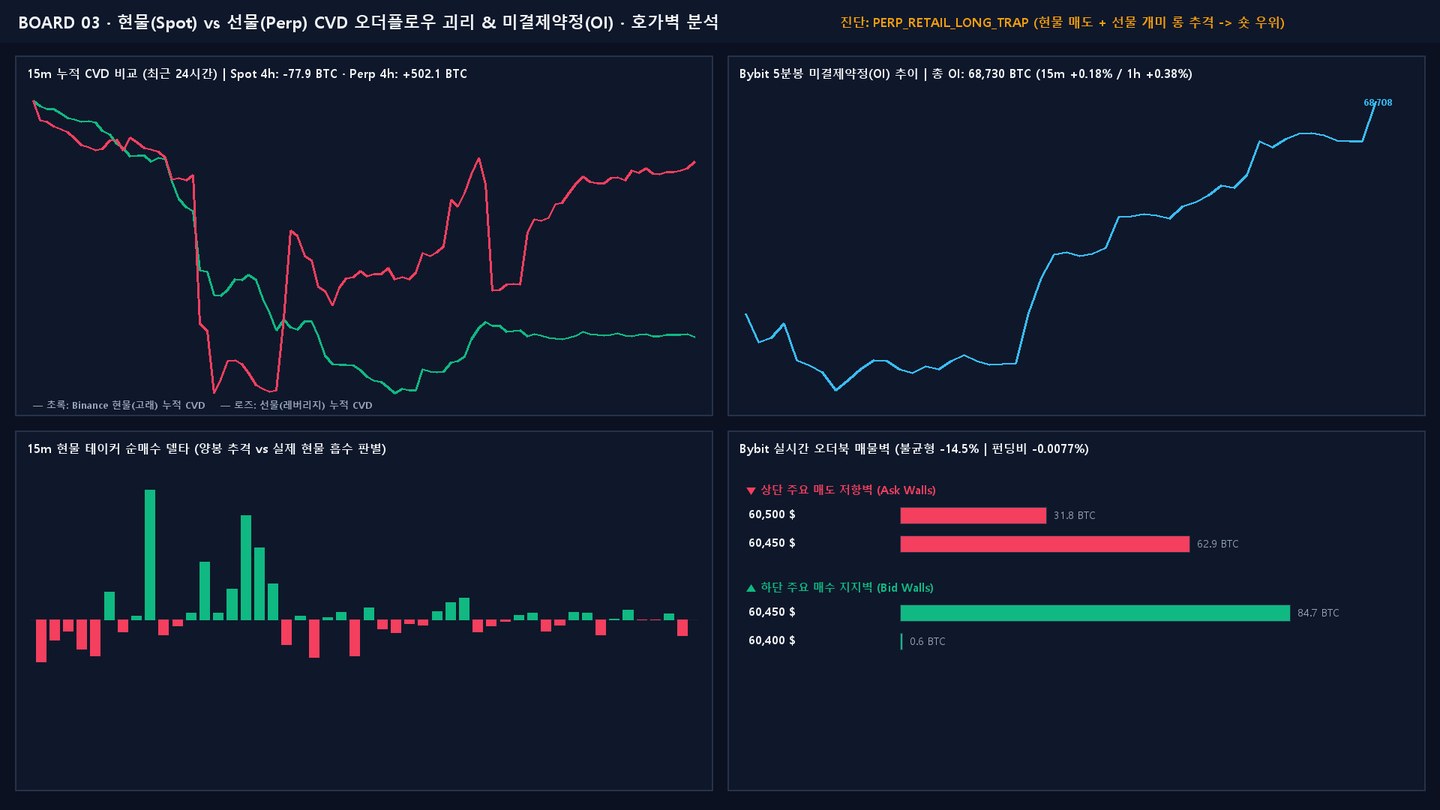 BOARD 03 · 현물(Spot) vs 선물(Perp) CVD 오더플로우 괴리 & 미결제약정(OI) · 호가벽 분석
진단: PERP_RETAIL_LONG_TRAP (현물 매도 + 선물 개미 롱 추격 -> 숏 우위)
15m 누적 CVD 비교 (최근 24시간) | Spot 4h: -77.9 BTC · Perp 4h: +502.1 BTC
— 초록: Binance 현물(고래) 누적 CVD — 로즈: 선물(레버리지) 누적 CVD
Bybit 5분봉 미결제약정(OI) 추이 | 총 OI: 68,730 BTC (15m +0.18% / 1h +0.38%)
68,708
15m 현물 테이커 순매수 델타 (양봉 추격 vs 실제 현물 흡수 판별)
Bybit 실시간 오더북 매물벽 (불균형 -14.5% | 펀딩비 -0.0077%)
▼ 상단 주요 매도 저항벽 (Ask Walls)
60,500 $ 31.8 BTC
60,450 $ 62.9 BTC
▲ 하단 주요 매수 지지벽 (Bid Walls)
60,450 $ 84.7 BTC
60,400 $ 0.6 BTC